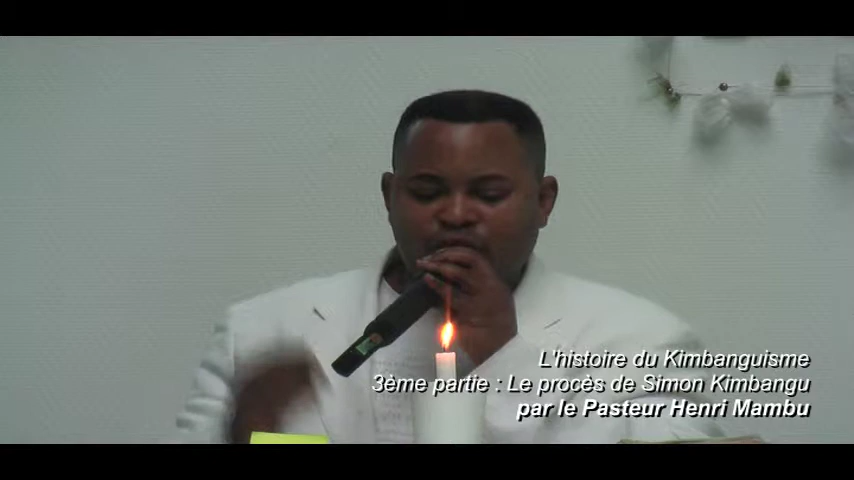 L'histoire du Kimbanguisme
3ème partie : Le procès de Simon Kimbangu
par le Pasteur Henri Mambu